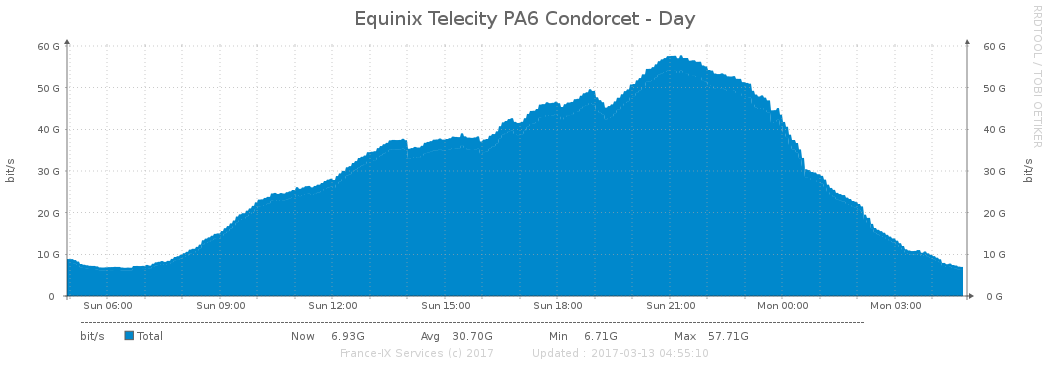 Equinix Telecity PA6 Condorcet - Day
RRDTOOL / TOBI OETIKER
60 G 60 G
50 G 50 G
40 G 40 G
30 G 30 G
20 G 20 G
10 G 10 G
0 0 G
bit/s bit/s
Sun 06:00 Sun 09:00 Sun 12:00 Sun 15:00 Sun 18:00 Sun 21:00 Mon 00:00 Mon 03:00
bit/s Total Now 6.93G Avg 30.70G Min 6.71G Max 57.71G
France-IX Services (c) 2017 Updated : 2017-03-13 04:55:10